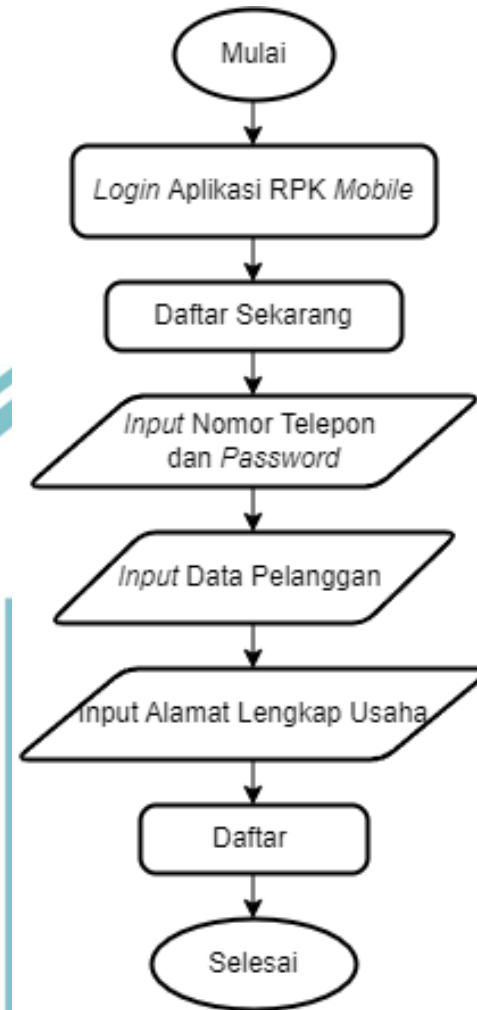 Mulai
Login Aplikasi RPK Mobile
Daftar Sekarang
Input Nomor Telepon
dan Password
Input Data Pelanggan
Input Alamat Lengkap Usaha
Daftar
Selesai